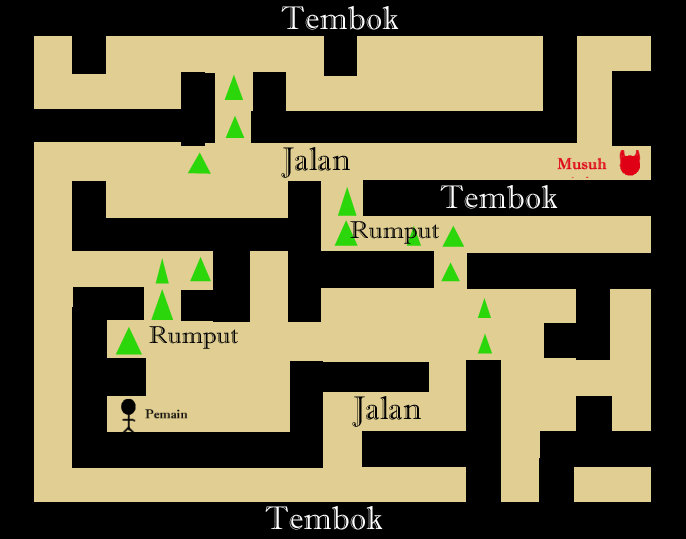 Tembok
Jalan
Musuh
Tembok
Rumput
Rumput
Pemain
Jalan
Tembok